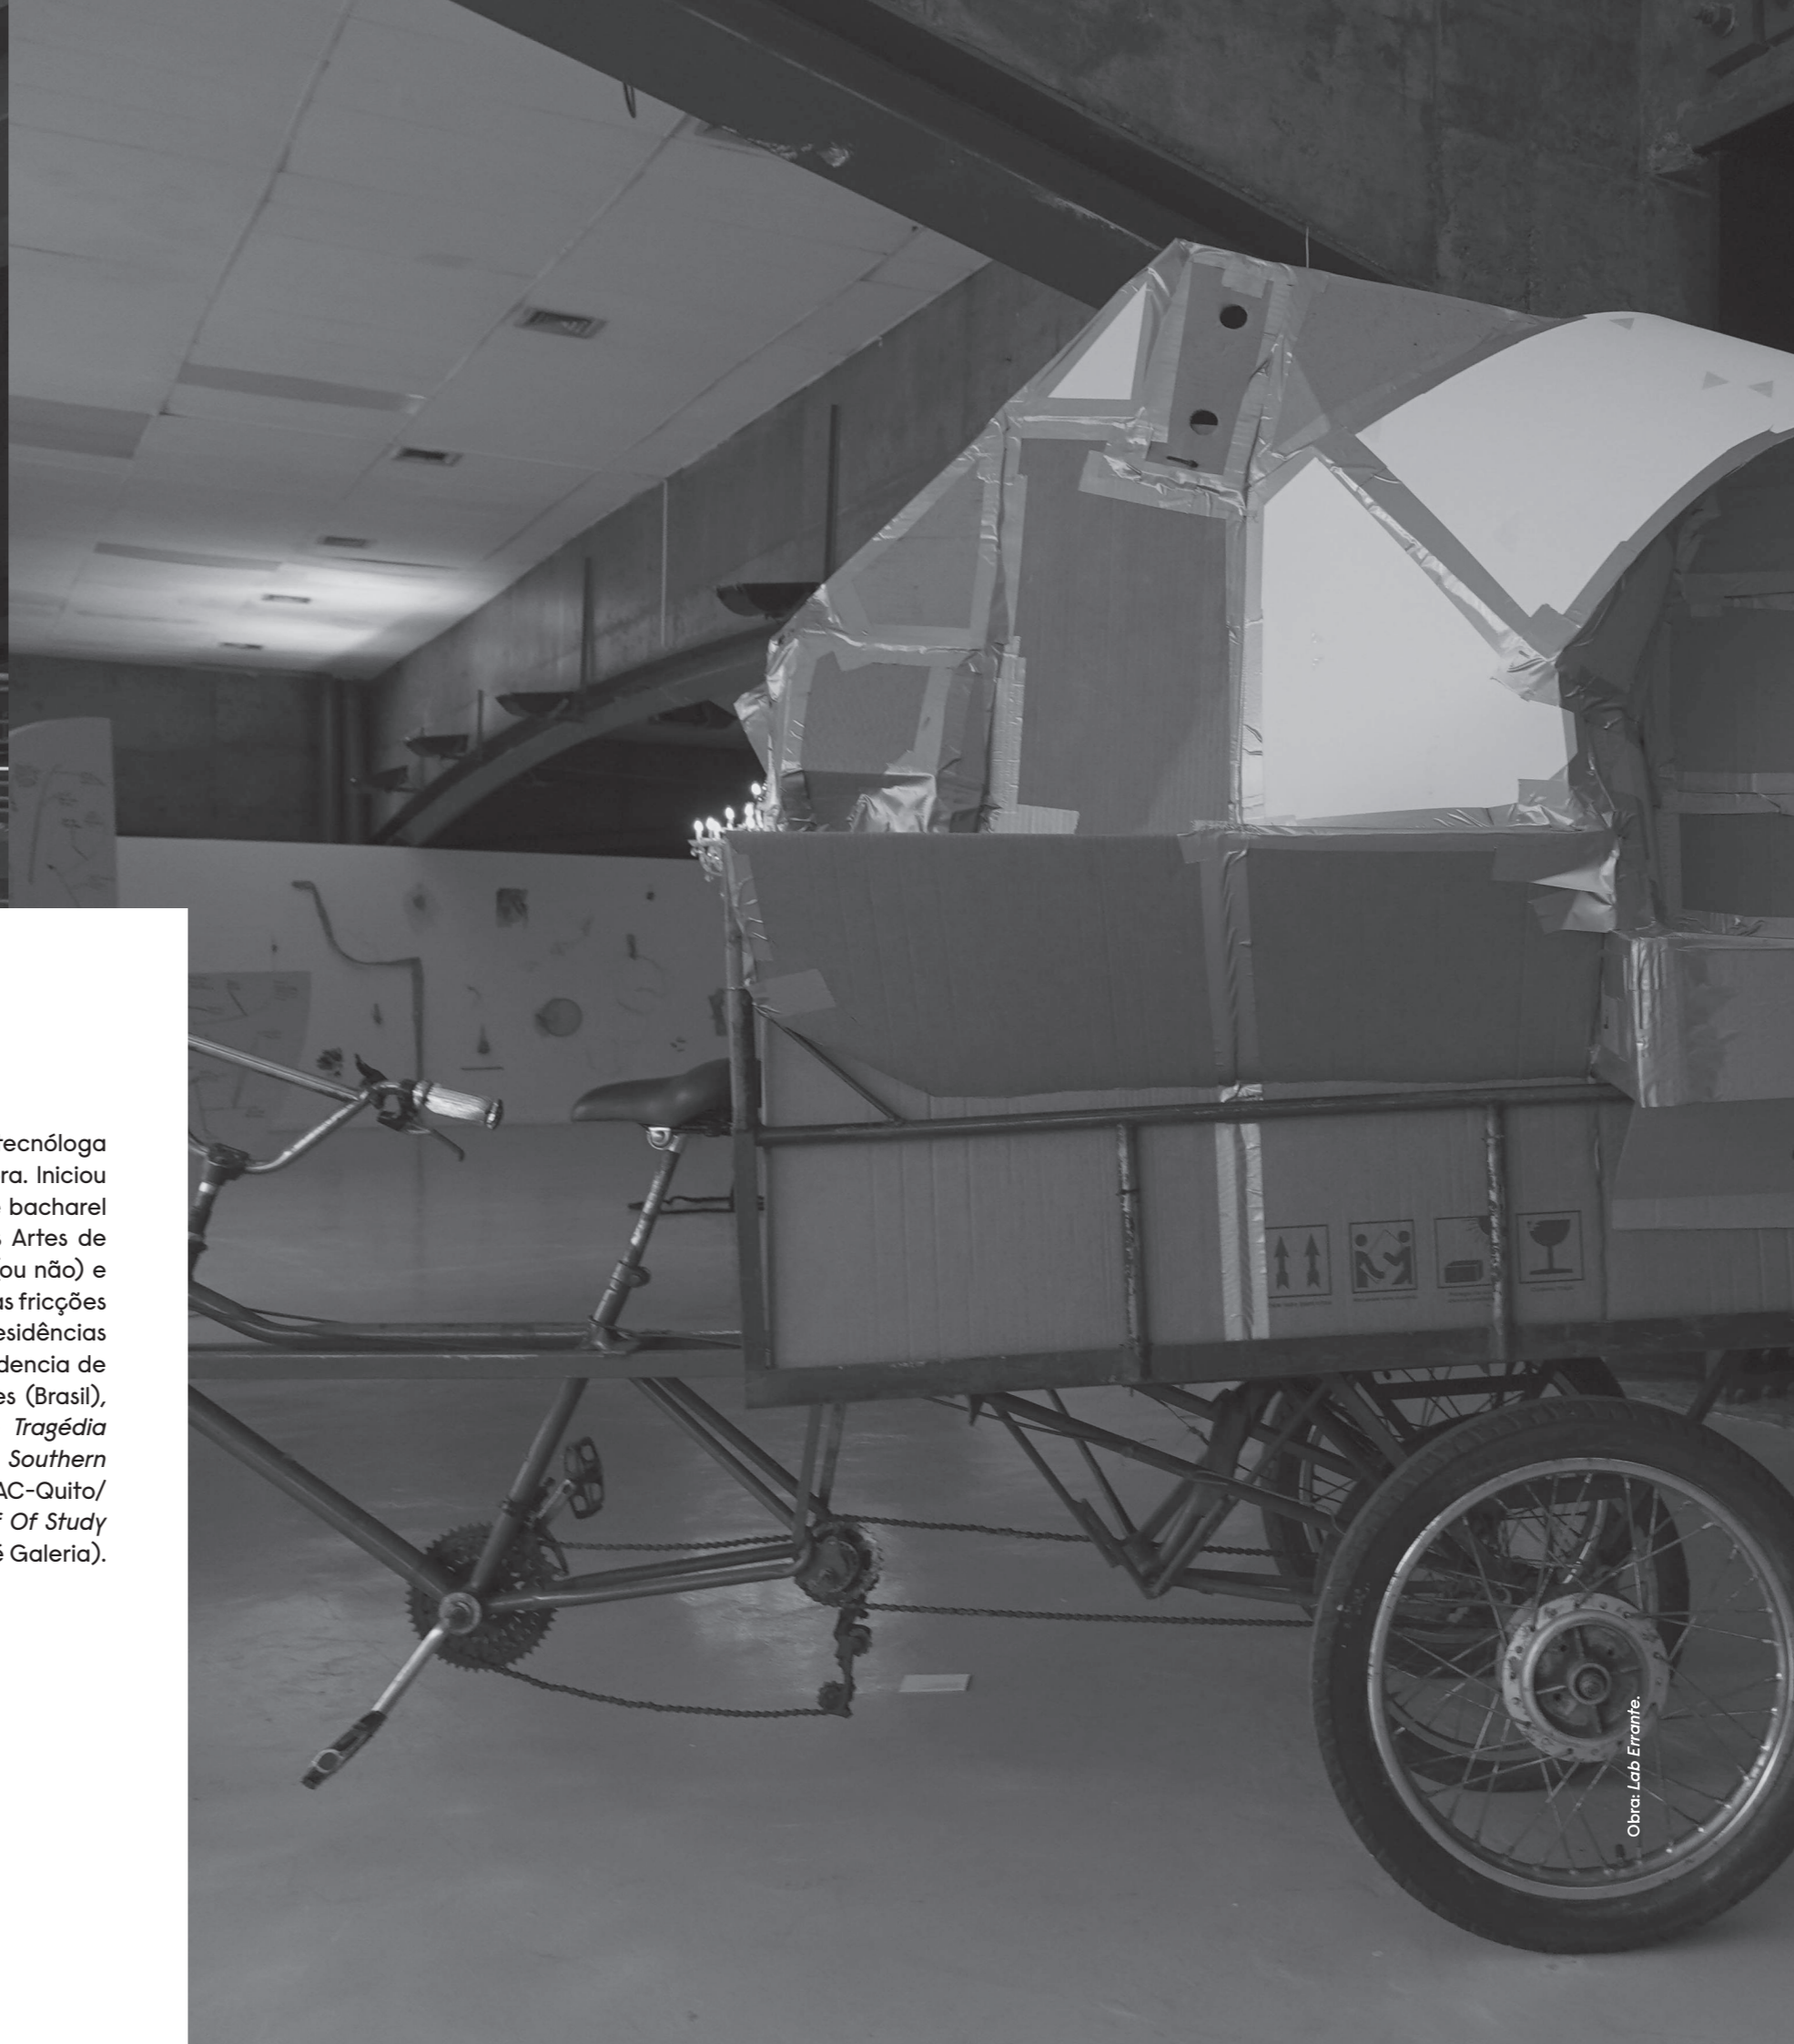 tecnóloga
ra. Iniciou
bacharel
Artes de
ou não) e
as fricções
esidências
dencia de
es (Brasil),
Tragédia
Southern
AC-Quito/
Of Study
Galeria).
Obra: Lab Errante.